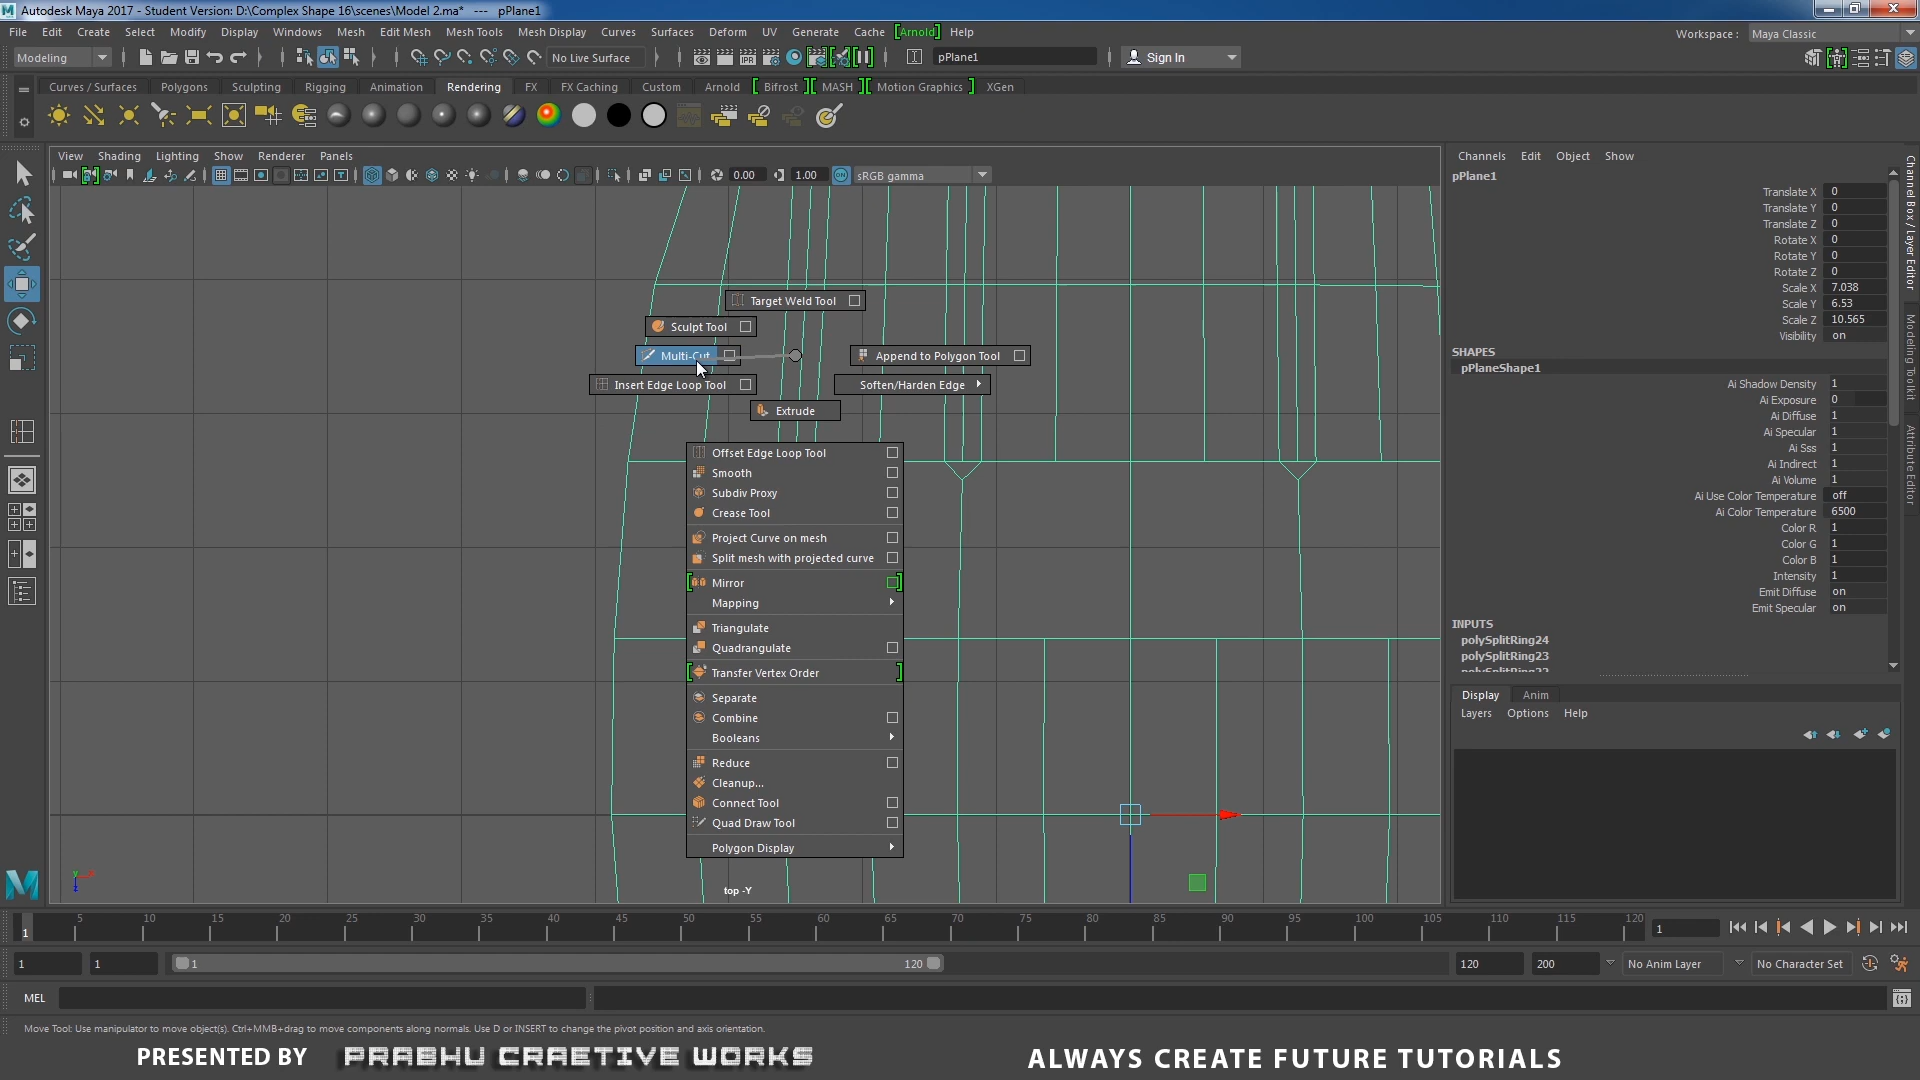 Autodesk Maya 2017 - Student Version: D:\Complex Shape 16\scenes\Model 2.ma* --- pPlane1
File Edit Create Select Modify Display Windows Mesh Edit Mesh Mesh Tools Mesh Display Curves Surfaces Deform UV Generate Cache [Arnold] Help
Workspace : Maya Classic
Modeling No Live Surface pPlane1 Sign In
Curves / Surfaces Polygons Sculpting Rigging Animation Rendering FX FX Caching Custom Arnold Bifrost MASH Motion Graphics XGen
View Shading Lighting Show Renderer Panels
0.00 1.00 ON sRGB gamma
Target Weld Tool
Sculpt Tool
Multi-Cut
Append to Polygon Tool
Insert Edge Loop Tool
Soften/Harden Edge
Extrude
Offset Edge Loop Tool
Smooth
Subdiv Proxy
Crease Tool
Project Curve on mesh
Split mesh with projected curve
Mirror
Mapping
Triangulate
Quadrangulate
Transfer Vertex Order
Separate
Combine
Booleans
Reduce
Cleanup...
Connect Tool
Quad Draw Tool
Polygon Display
top -Y
Channels Edit Object Show
pPlane1
Translate X 0
Translate Y 0
Translate Z 0
Rotate X 0
Rotate Y 0
Rotate Z 0
Scale X 7.038
Scale Y 6.53
Scale Z 10.565
Visibility on
SHAPES
pPlaneShape1
Ai Shadow Density 1
Ai Exposure 0
Ai Diffuse 1
Ai Specular 1
Ai Sss 1
Ai Indirect 1
Ai Volume 1
Ai Use Color Temperature off
Ai Color Temperature 6500
Color R 1
Color G 1
Color B 1
Intensity 1
Emit Diffuse on
Emit Specular on
INPUTS
polySplitRing24
polySplitRing23
Channel Box / Layer Editor
Modeling Toolkit
Attribute Editor
Display Anim
Layers Options Help
5 10 15 20 25 30 35 40 45 50 55 60 65 70 75 80 85 90 95 100 105 110 115 120
1 1
1 1 1 120 120 200 No Anim Layer No Character Set
MEL
Move Tool: Use manipulator to move object(s). Ctrl+MMB+drag to move components along normals. Use D or INSERT to change the pivot position and axis orientation.
PRESENTED BY PRABHU CRAETIVE WORKS ALWAYS CREATE FUTURE TUTORIALS